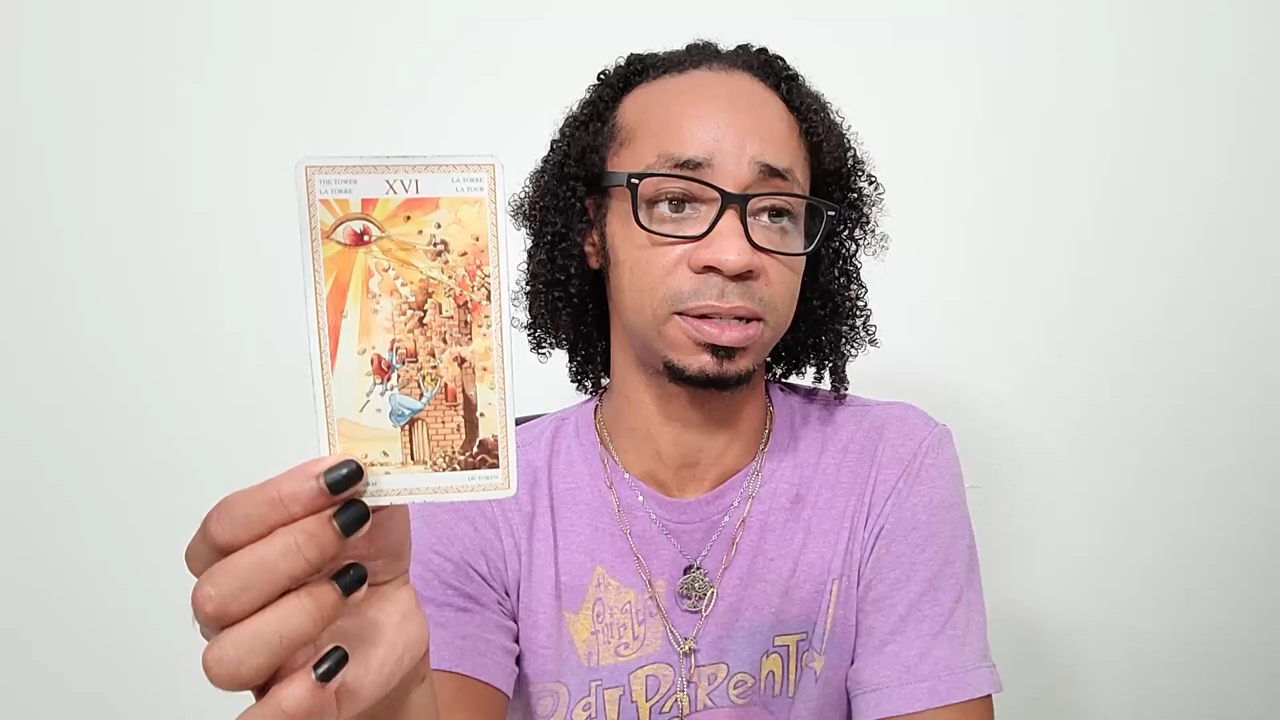 THE TOWER
LA TORRE
XVI
LA TORRE
LA TOUR
DE TOREN
Fairly
Odd PARENTS!